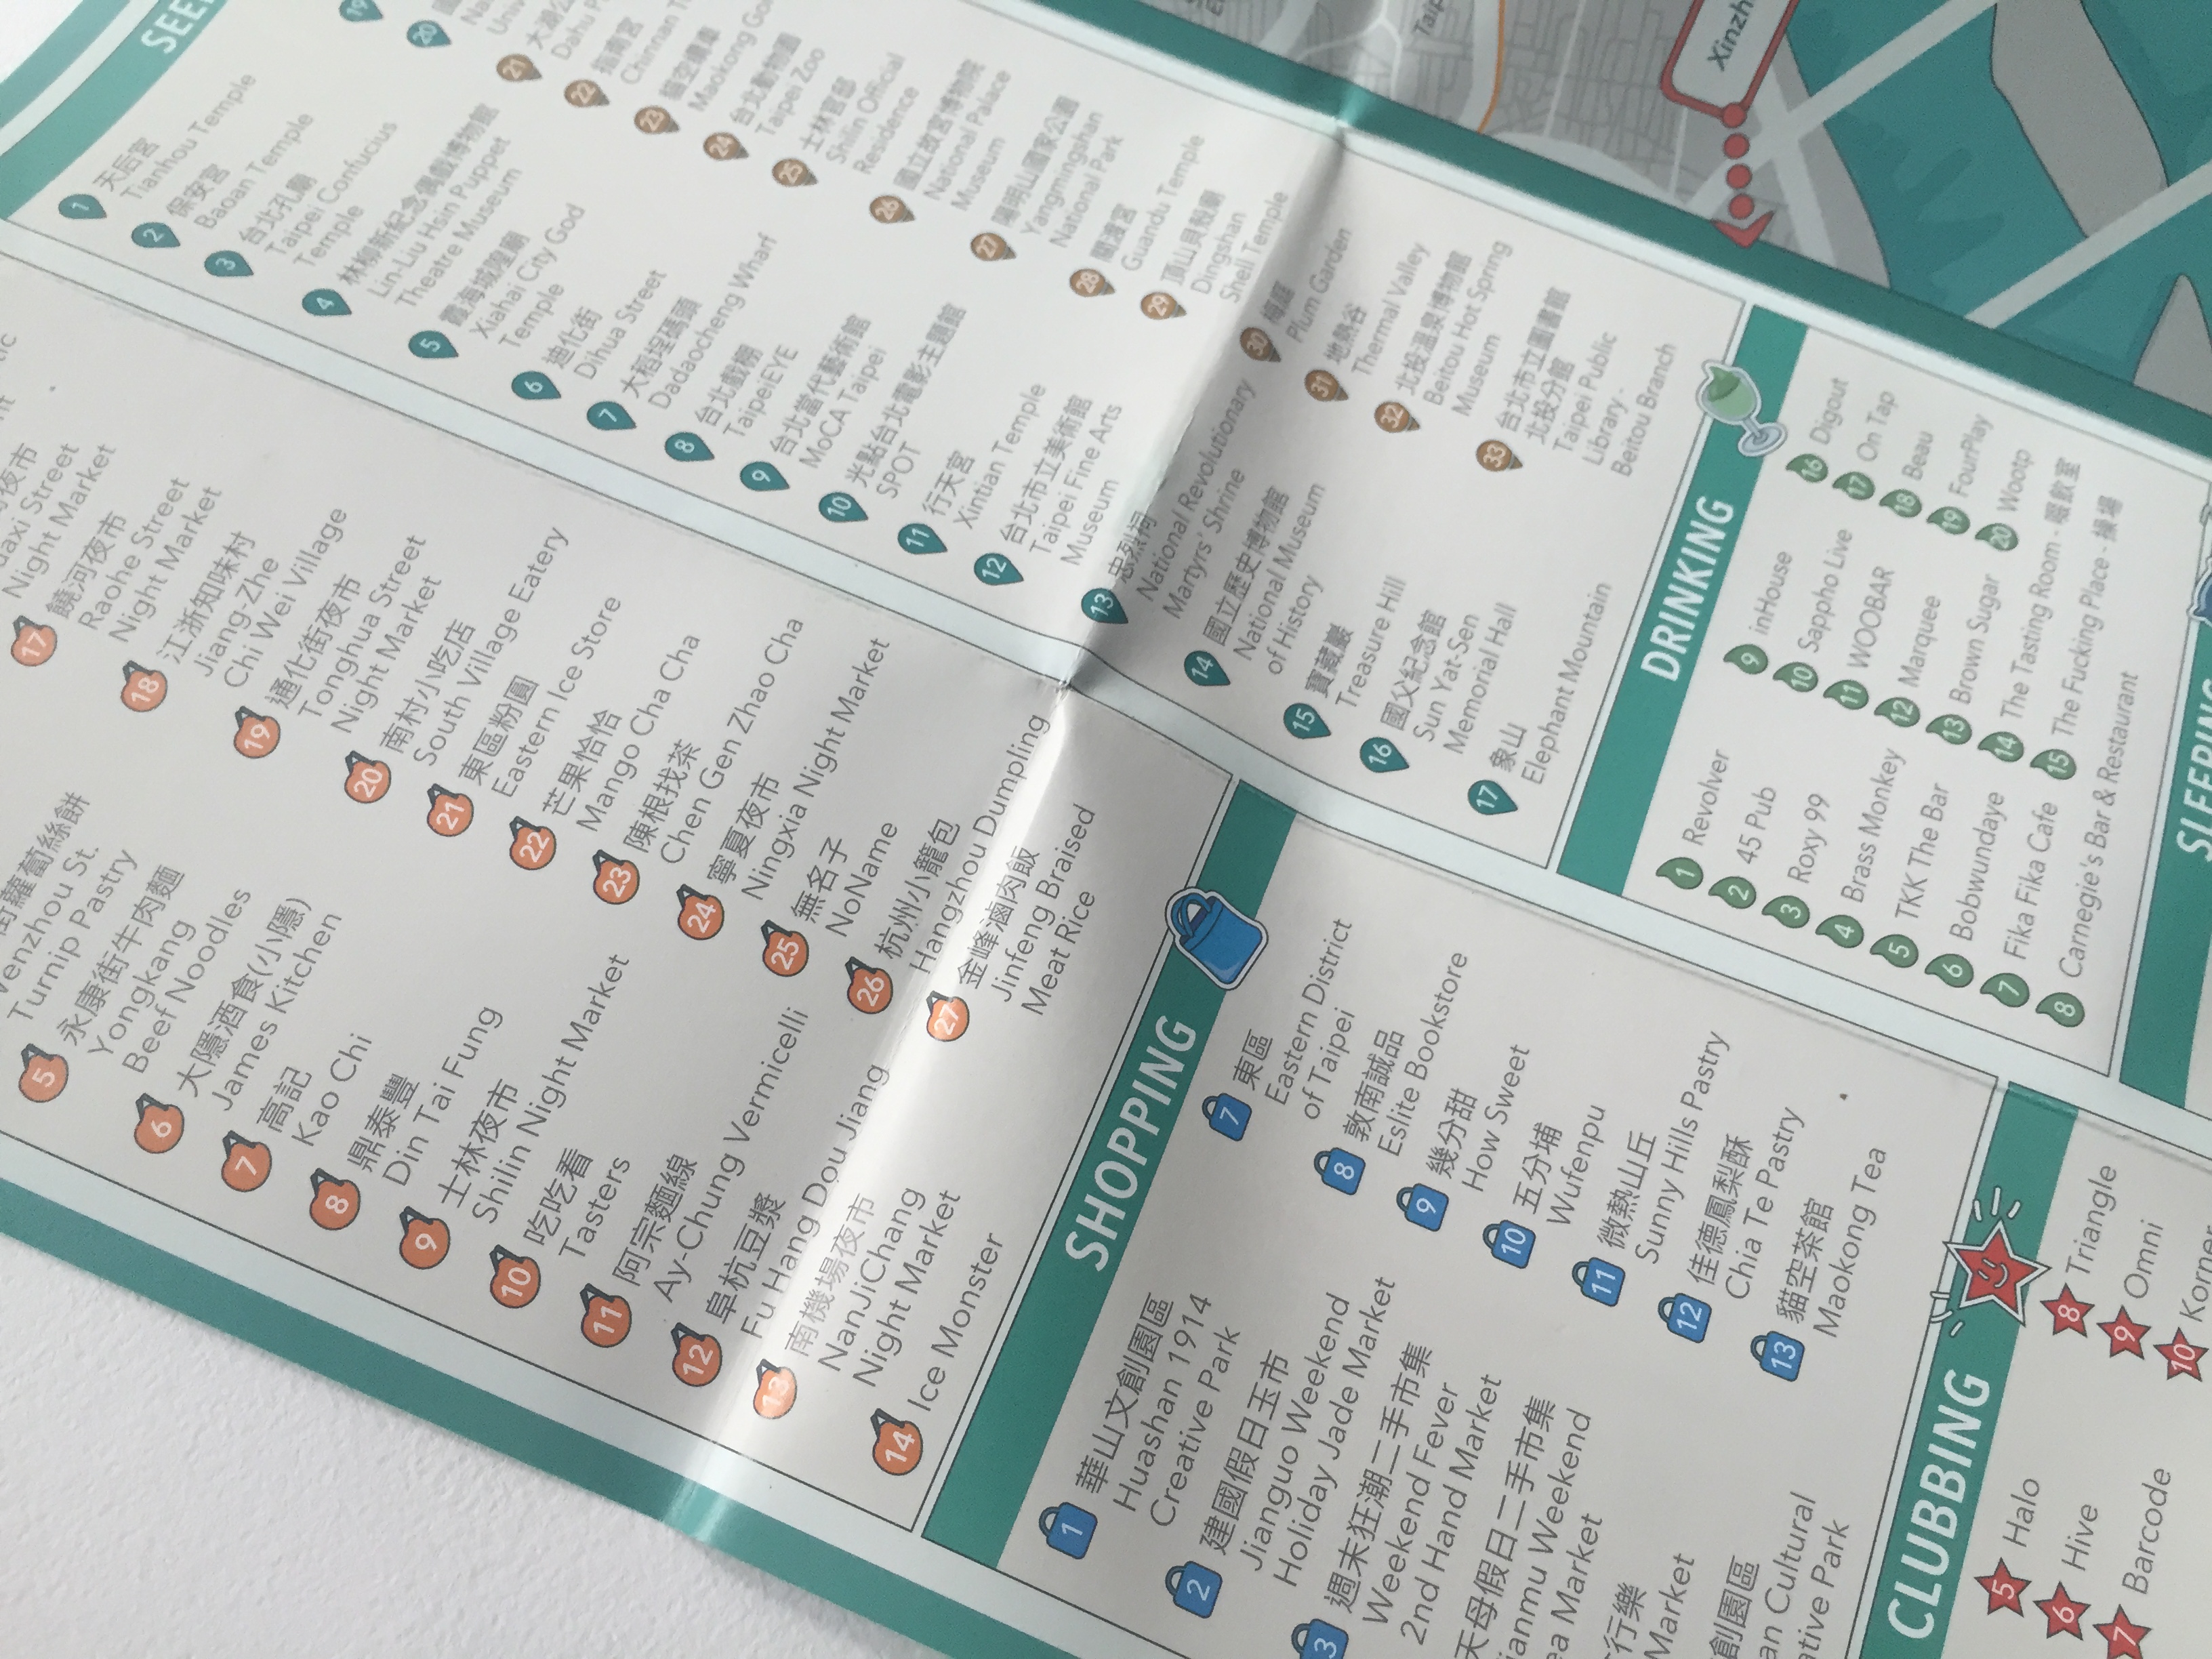 Turnip Pastry
5
永康街牛肉麵
Yongkang
Beef Noodles
6
大隱酒食(小隱)
James Kitchen
7
高記
Kao Chi
8
鼎泰豐
Din Tai Fung
9
士林夜市
Shilin Night Market
10
吃吃看
Tasters
11
阿宗麵線
Ay-Chung Vermicelli
12
阜杭豆漿
Fu Hang Dou Jiang
13
南機場夜市
NanJiChang
Night Market
14
Ice Monster
Night Market
17
饒河夜市
Raohe Street
Night Market
18
江浙知味村
Jiang-Zhe
Chi Wei Village
19
通化街夜市
Tonghua Street
Night Market
20
南村小吃店
South Village Eatery
21
東區粉圓
Eastern Ice Store
22
芒果恰恰
Mango Cha Cha
23
陳根找茶
Chen Gen Zhao Cha
24
寧夏夜市
Ningxia Night Market
25
無名子
NoName
26
杭州小籠包
Hangzhou Dumpling
27
金峰滷肉飯
Jinfeng Braised
Meat Rice
SHOPPING
1
華山文創園區
Huashan 1914
Creative Park
2
建國假日玉市
Jianguo Weekend
Holiday Jade Market
3
週末狂潮二手市集
Weekend Fever
2nd Hand Market
天母假日二手市集
Weekend
Market
行樂
Market
創園區
Cultural
Park
7
東區
Eastern District
of Taipei
8
敦南誠品
Eslite Bookstore
9
幾分甜
How Sweet
10
五分埔
Wufenpu
11
微熱山丘
Sunny Hills Pastry
12
佳德鳳梨酥
Chia Te Pastry
13
貓空茶館
Maokong Tea
CLUBBING
5 Halo
6 Hive
7 Barcode
8 Triangle
9 Omni
10
1
天后宮
Tianhou Temple
2
保安宮
Baoan Temple
3
台北孔廟
Taipei Confucius
Temple
4
林柳新紀念偶戲博物館
Lin-Liu Hsin Puppet
Theatre Museum
5
霞海城隍廟
Xiahai City God
Temple
6
迪化街
Dihua Street
7
大稻埕碼頭
Dadaocheng Wharf
8
台北戲棚
TaipeiEYE
9
台北當代藝術館
MoCA Taipei
10
光點台北電影主題館
SPOT
11
行天宮
Xintian Temple
12
台北市立美術館
Taipei Fine Arts
Museum
13
忠烈祠
National Revolutionary
Martyrs' Shrine
14
國立歷史博物館
National Museum
of History
15
寶藏巖
Treasure Hill
16
國父紀念館
Sun Yat-Sen
Memorial Hall
17
象山
Elephant Mountain
19
20
21
22
指南宮
23
24
台北動物園
Taipei Zoo
25
士林官邸
Shilin Official
Residence
26
國立故宮博物院
National Palace
Museum
27
陽明山國家公園
Yangmingshan
National Park
28
關渡宮
Guandu Temple
29
頂山貝殼廟
Dingshan
Shell Temple
30
梅園
Plum Garden
31
地熱谷
Thermal Valley
32
北投溫泉博物館
Beitou Hot Spring
Museum
33
台北市立圖書館
北投分館
Taipei Public
Library -
Beitou Branch
DRINKING
1 Revolver
2 45 Pub
3 Roxy 99
4 Brass Monkey
5 TKK The Bar
6 Bobwundaye
7 Fika Fika Cafe
8 Carnegie's Bar & Restaurant
9 inHouse
10 Sappho Live
11 WOOBAR
12 Marquee
13 Brown Sugar
14 The Tasting Room - 啜飲室
15 The Fucking Place - 操場
16 Digout
17 On Tap
18 Beau
19 FourPlay
20 Wootp